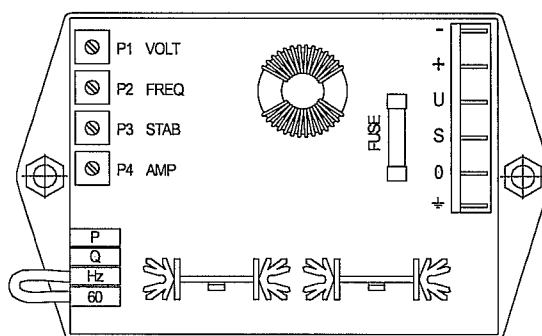 P1 VOLT
P2 FREQ
P3 STAB
P4 AMP
FUSE
-
+
U
S
0
P
Q
Hz
60